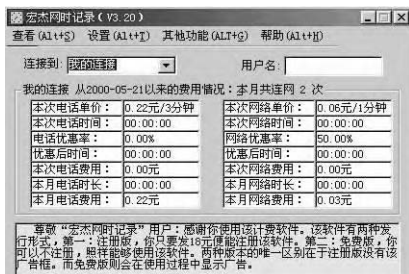 宏杰网时记录(V3.20)
查看(Alt+S) 设置(Alt+T) 其他功能(ALT+G) 帮助(Alt+H)
连接到: 我的连接 用户名:
我的连接 从2000-05-21以来的费用情况:本月共连网 2 次
本次电话单价: 0.22元/3分钟 本次网络单价: 0.06元/1分钟
本次电话时间: 00:00:00 本次网络时间: 00:00:00
电话优惠率: 0.00% 网络优惠率: 50.00%
优惠后时间: 00:00:00 优惠后时间: 00:00:00
本次电话费用: 0.00元 本次网络费用: 0.00元
本月电话时长: 00:00:00 本月网络时长: 00:00:00
本月电话费用: 0.22元 本月网络费用: 0.03元
尊敬“宏杰网时记录”用户:感谢你使用该计费软件。该软件有两种发
行形式,第一:注册版,你只要发18元便能注册该软件。第二:免费版,你
可以不注册,照样能够使用该软件。两种版本的唯一区别在于注册版没有该
广告框。而免费版则会在使用过程中显示广告。